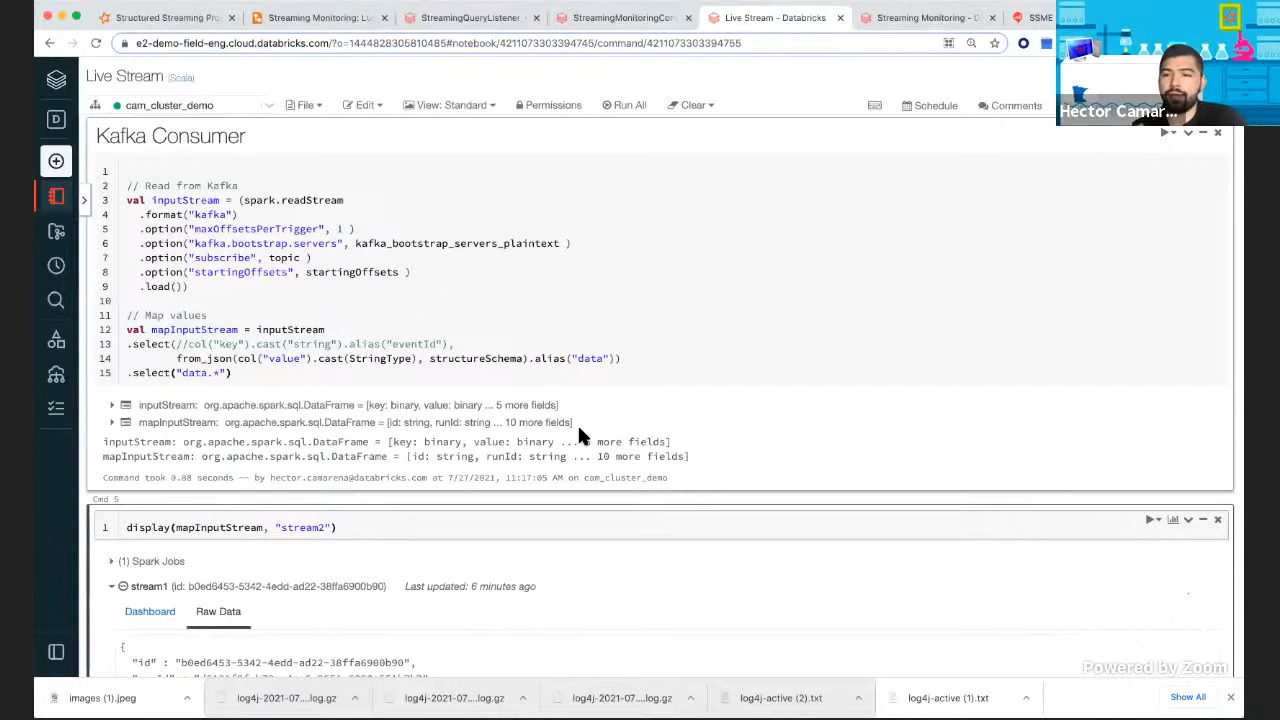 Structured Streaming Pro
Streaming Monitoring: Lu
StreamingQueryListener
StreamingMonitoringCon
Live Stream - Databricks
Streaming Monitoring - D
SSME
e2-demo-field-eng.cloud.databricks.com/?o=1444828305810485#notebook/4211073303394745/command/4211073303394755
Live Stream (Scala)
cam_cluster_demo
File
Edit
View: Standard
Permissions
Run All
Clear
Schedule
Comments
Hector Camar...
D
Kafka Consumer
1
2 // Read from Kafka
3 val inputStream = (spark.readStream
4 .format("kafka")
5 .option("maxOffsetsPerTrigger", 1 )
6 .option("kafka.bootstrap.servers", kafka_bootstrap_servers_plaintext )
7 .option("subscribe", topic )
8 .option("startingOffsets", startingOffsets )
9 .load())
10
11 // Map values
12 val mapInputStream = inputStream
13 .select(//col("key").cast("string").alias("eventId"),
14 from_json(col("value").cast(StringType), structureSchema).alias("data"))
15 .select("data.*")
inputStream: org.apache.spark.sql.DataFrame = [key: binary, value: binary ... 5 more fields]
mapInputStream: org.apache.spark.sql.DataFrame = [id: string, runId: string ... 10 more fields]
inputStream: org.apache.spark.sql.DataFrame = [key: binary, value: binary ... more fields]
mapInputStream: org.apache.spark.sql.DataFrame = [id: string, runId: string ... 10 more fields]
Command took 0.88 seconds -- by hector.camarena@databricks.com at 7/27/2021, 11:17:05 AM on cam_cluster_demo
Cmd 5
1 display(mapInputStream, "stream2")
(1) Spark Jobs
stream1 (id: b0ed6453-5342-4edd-ad22-38ffa6900b90) Last updated: 6 minutes ago
Dashboard
Raw Data
{
"id" : "b0ed6453-5342-4edd-ad22-38ffa6900b90",
Powered by Zoom
images (1).jpeg
log4j-2021-07....log.gz
log4j-2021-07....log.gz
log4j-2021-07....log.gz
log4j-active (2).txt
log4j-active (1).txt
Show All